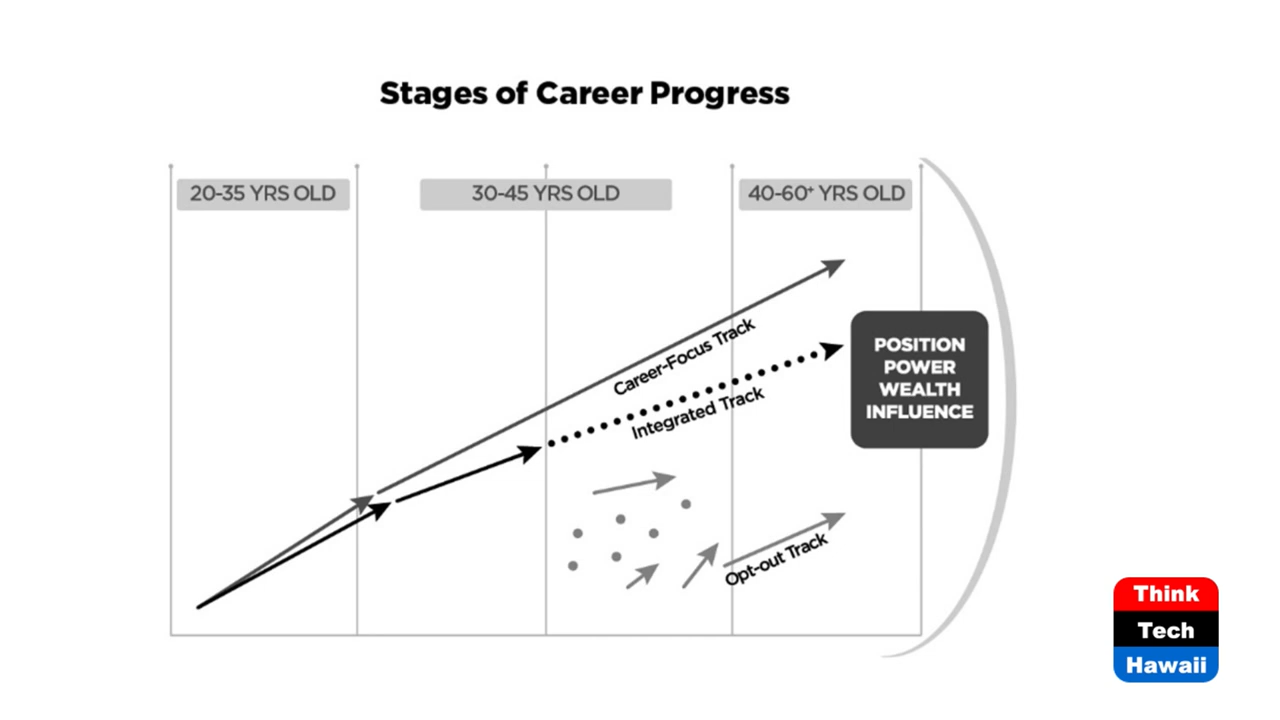 Stages of Career Progress
20-35 YRS OLD
30-45 YRS OLD
40-60+ YRS OLD
Career-Focus Track
Integrated Track
Opt-out Track
POSITION
POWER
WEALTH
INFLUENCE
Think
Tech
Hawaii